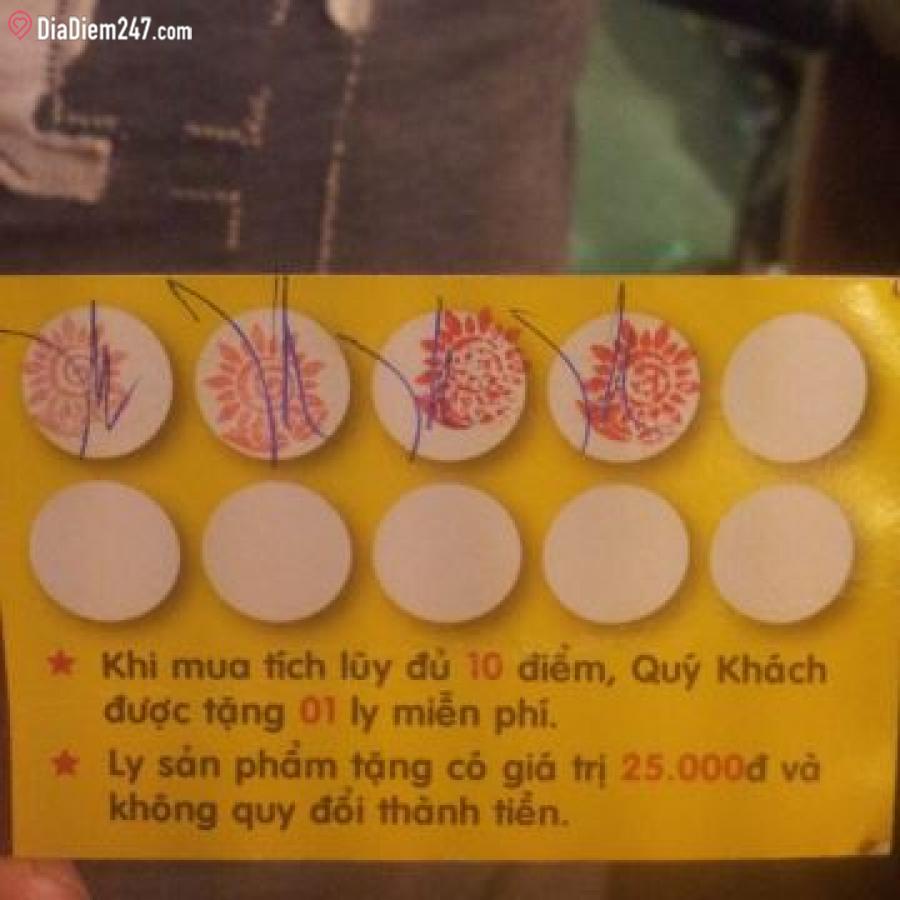 DiaDiem247.com
★ Khi mua tích lũy đủ 10 điểm, Quý Khách
được tặng 01 ly miễn phí.
★ Ly sản phẩm tặng có giá trị 25.000đ và
không quy đổi thành tiền.